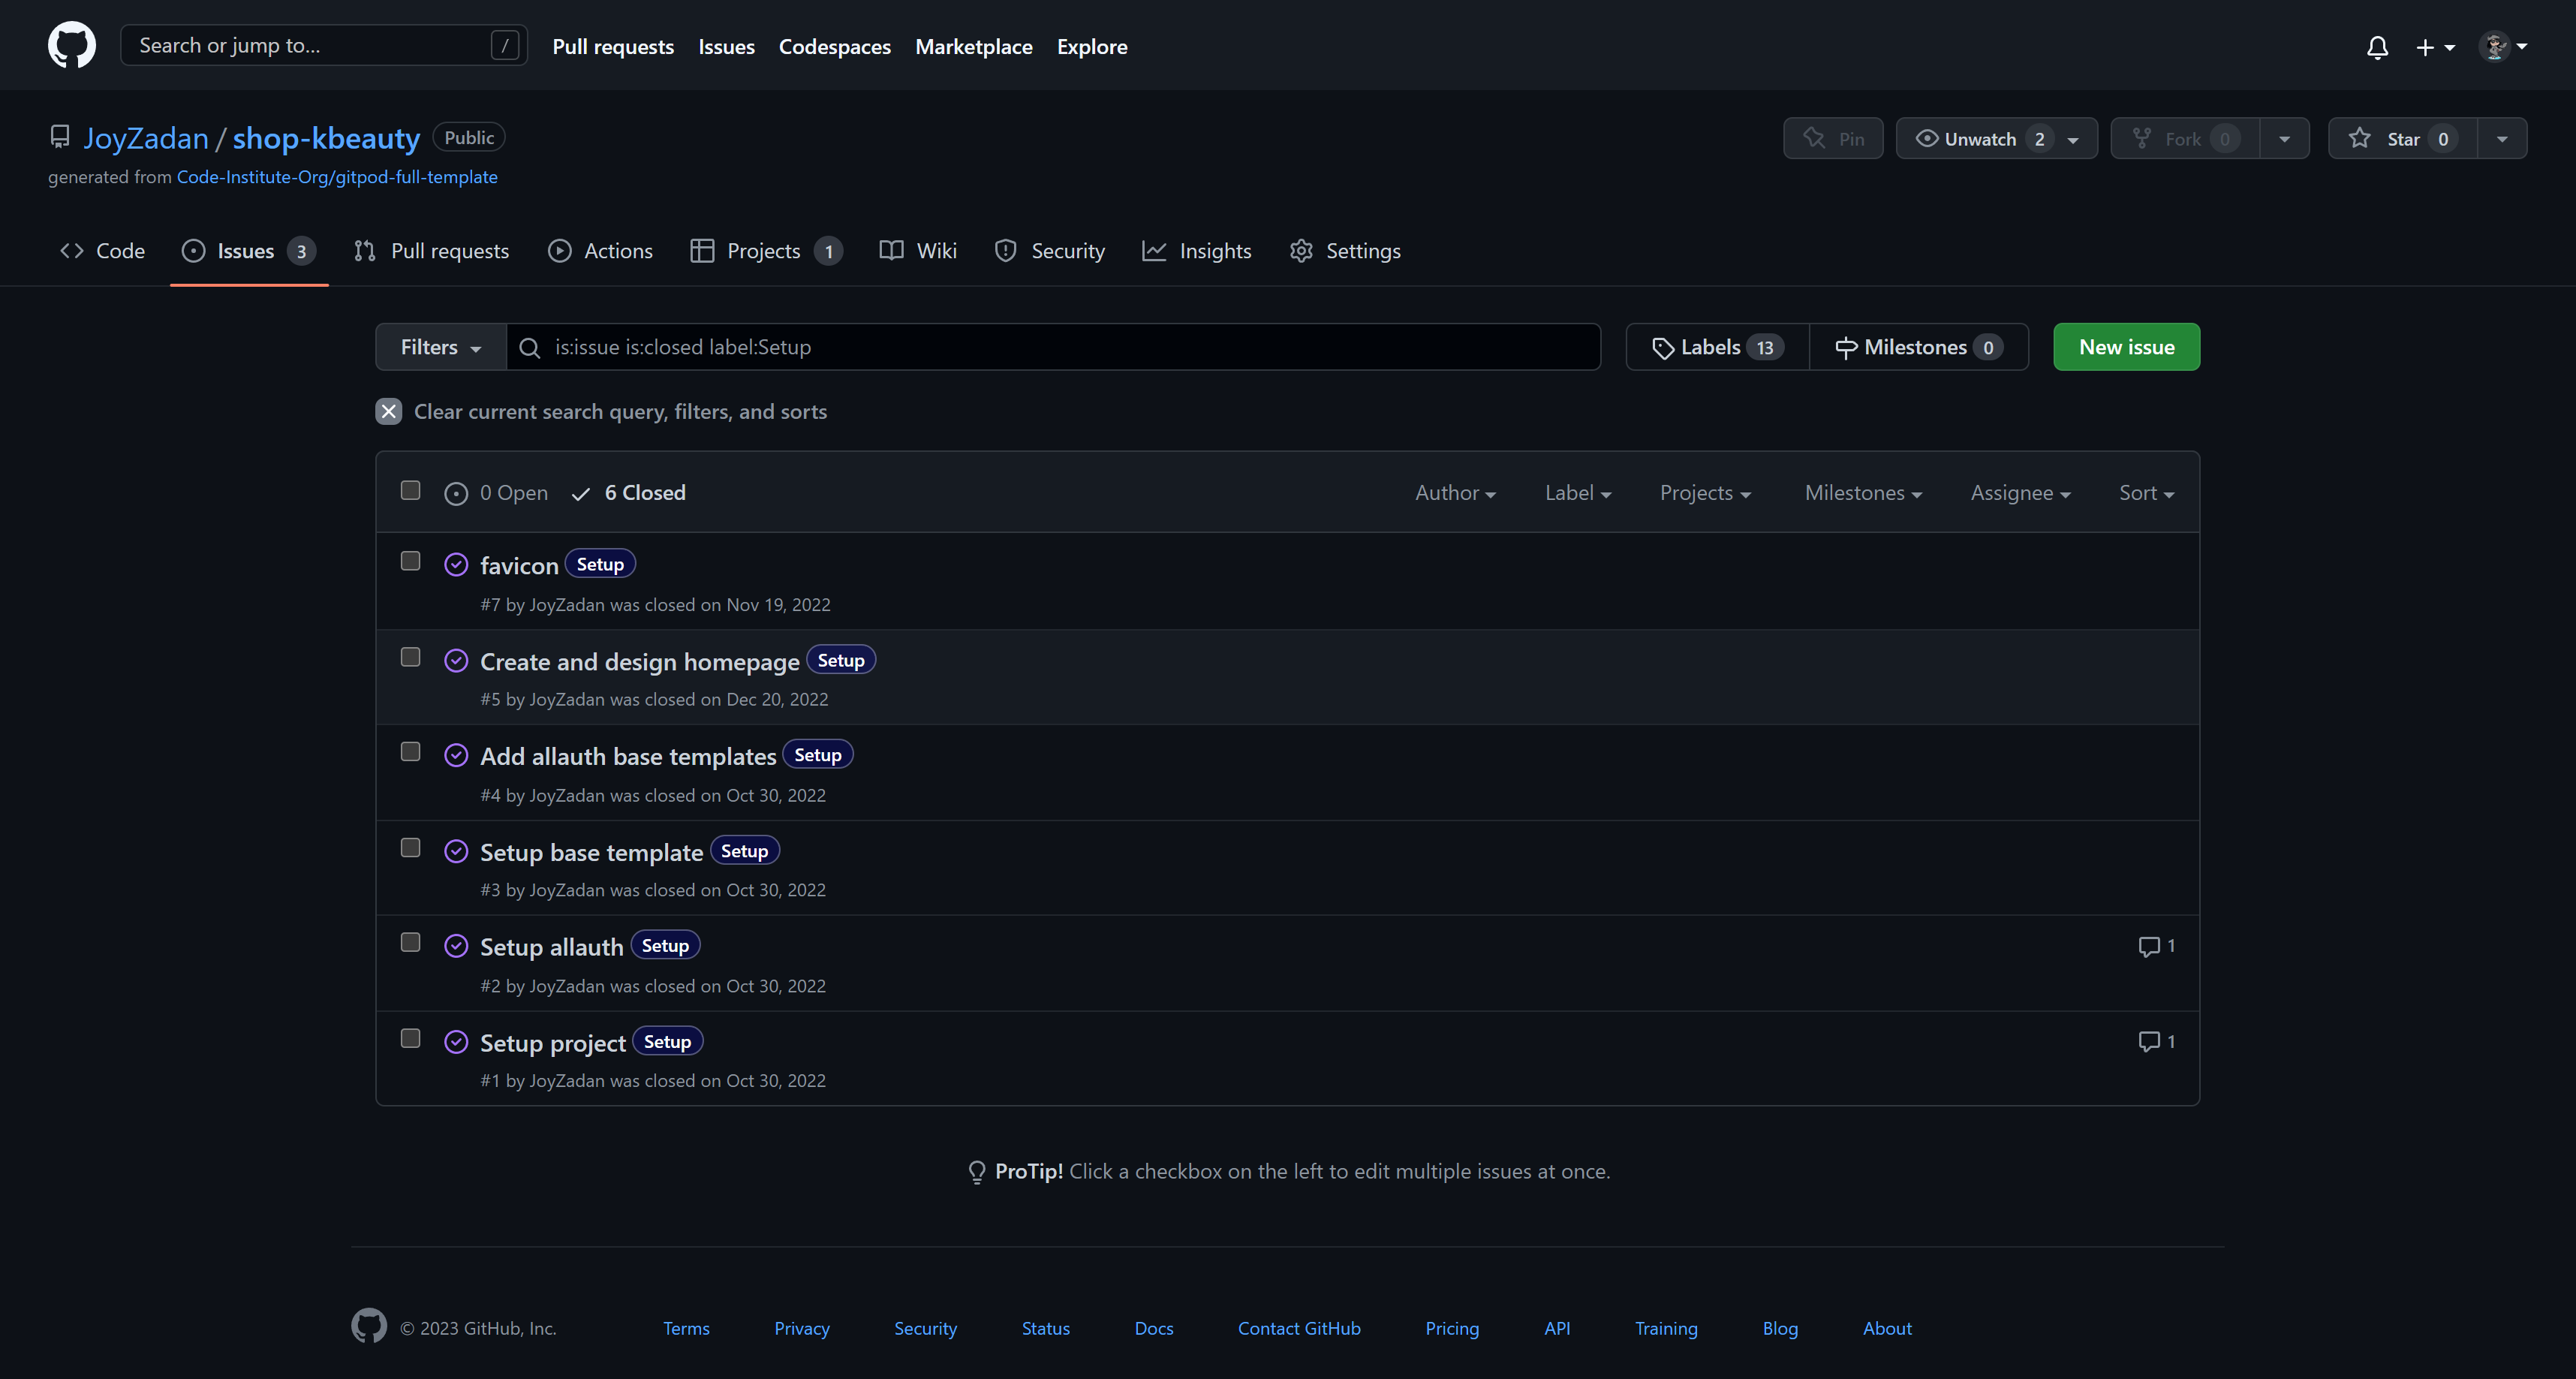 Search or jump to... / Pull requests Issues Codespaces Marketplace Explore
JoyZadan / shop-kbeauty Public Pin Unwatch 2 Fork 0 Star 0
generated from Code-Institute-Org/gitpod-full-template
Code Issues 3 Pull requests Actions Projects 1 Wiki Security Insights Settings
Filters is:issue is:closed label:Setup Labels 13 Milestones 0 New issue
Clear current search query, filters, and sorts
0 Open 6 Closed Author Label Projects Milestones Assignee Sort
favicon Setup
#7 by JoyZadan was closed on Nov 19, 2022
Create and design homepage Setup
#5 by JoyZadan was closed on Dec 20, 2022
Add allauth base templates Setup
#4 by JoyZadan was closed on Oct 30, 2022
Setup base template Setup
#3 by JoyZadan was closed on Oct 30, 2022
Setup allauth Setup 1
#2 by JoyZadan was closed on Oct 30, 2022
Setup project Setup 1
#1 by JoyZadan was closed on Oct 30, 2022
ProTip! Click a checkbox on the left to edit multiple issues at once.
© 2023 GitHub, Inc. Terms Privacy Security Status Docs Contact GitHub Pricing API Training Blog About